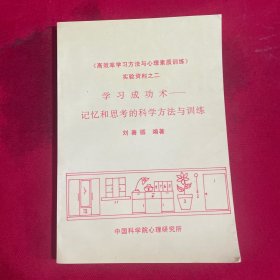 《高效率学习方法与心理素质训练》
实验资料之二
学习成功术——
记忆和思考的科学方法与训练
刘善循 编著
中国科学院心理研究所